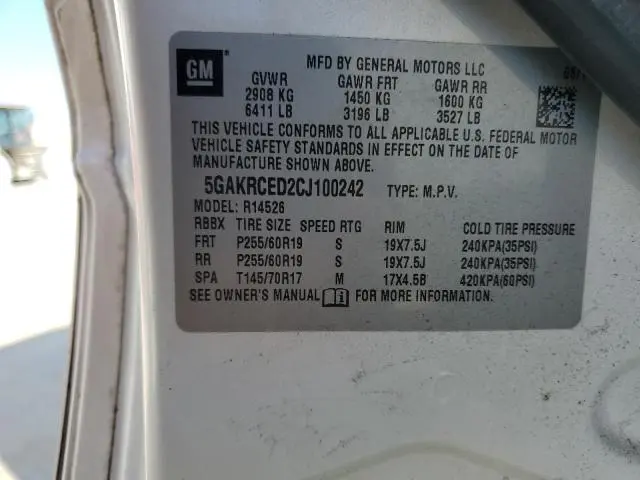 GM
MFD BY GENERAL MOTORS LLC
GVWR GAWR FRT GAWR RR
2908 KG 1450 KG 1600 KG
6411 LB 3196 LB 3527 LB
THIS VEHICLE CONFORMS TO ALL APPLICABLE U.S. FEDERAL MOTOR
VEHICLE SAFETY STANDARDS IN EFFECT ON THE DATE OF
MANUFACTURE SHOWN ABOVE.
5GAKRCED2CJ100242 TYPE: M.P.V.
MODEL: R14526
RBBX TIRE SIZE SPEED RTG RIM COLD TIRE PRESSURE
FRT P255/60R19 S 19X7.5J 240KPA(35PSI)
RR P255/60R19 S 19X7.5J 240KPA(35PSI)
SPA T145/70R17 M 17X4.5B 420KPA(60PSI)
SEE OWNER'S MANUAL FOR MORE INFORMATION.